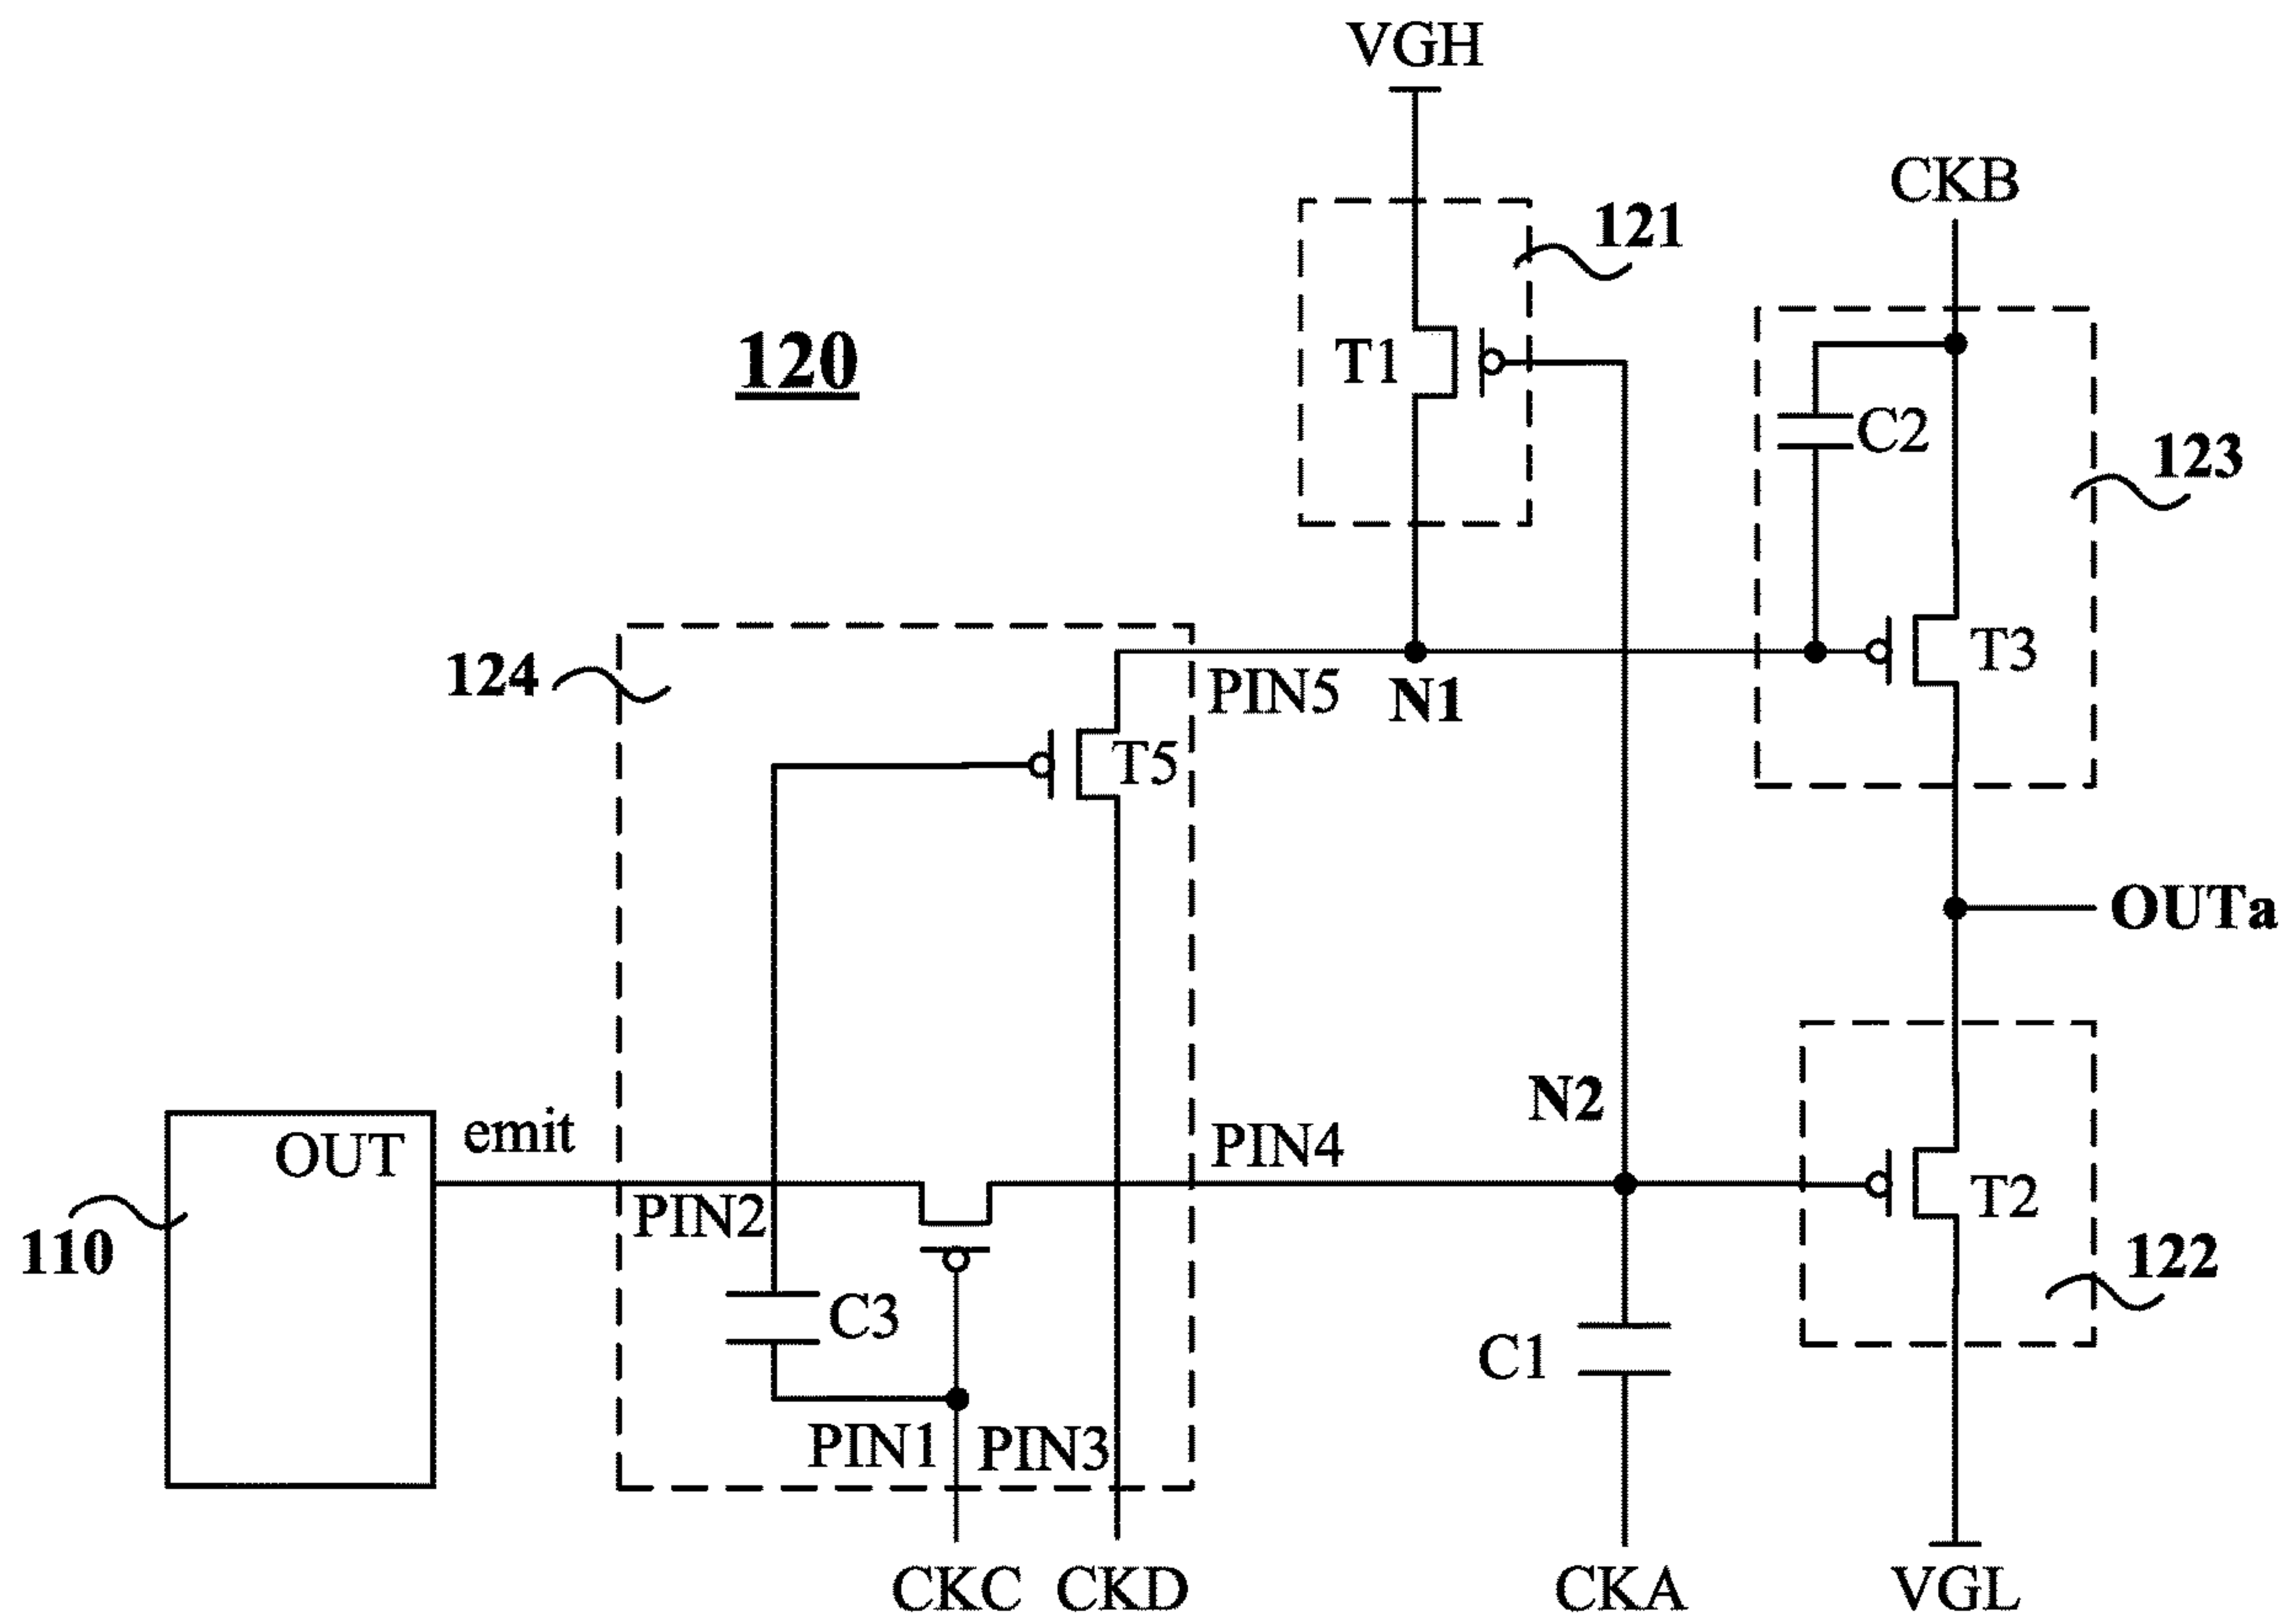 VGH
CKB
121
120
T1
C2
123
124
PIN5
N1
T3
T5
OUTa
N2
OUT
emit
PIN4
PIN2
T2
110
122
C3
C1
PIN1
PIN3
CKC
CKD
CKA
VGL